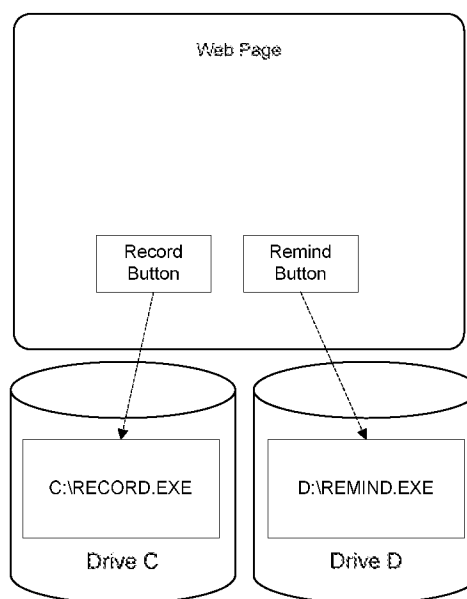 Web Page
Record
Button
Remind
Button
C:\RECORD.EXE
D:\REMIND.EXE
Drive C
Drive D